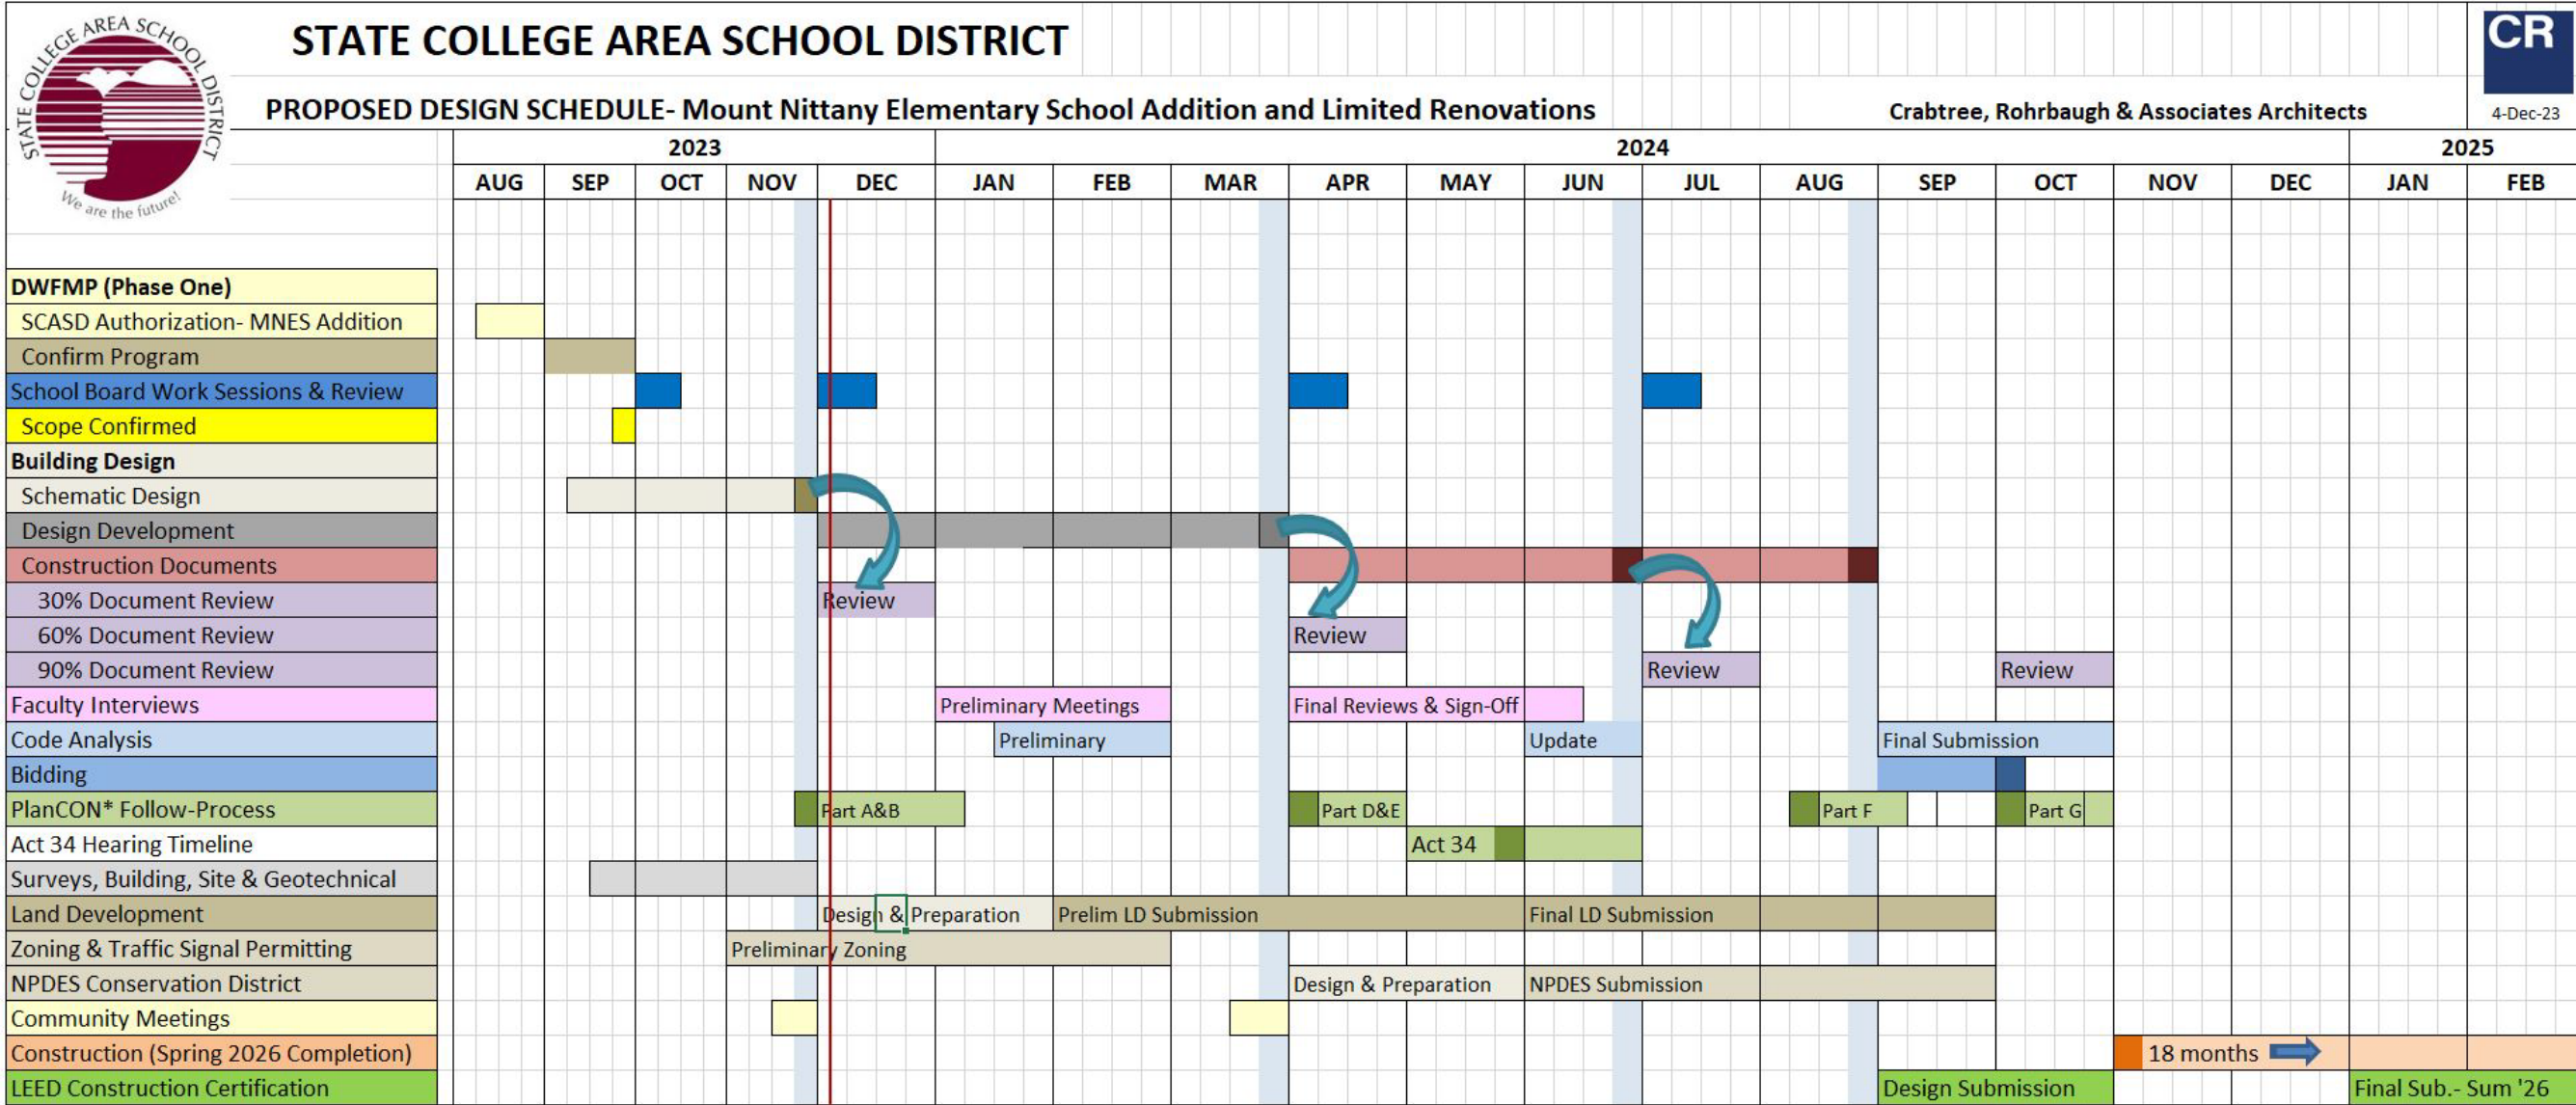 STATE COLLEGE AREA SCHOOL DISTRICT
We are the future!
STATE COLLEGE AREA SCHOOL DISTRICT
CR
PROPOSED DESIGN SCHEDULE- Mount Nittany Elementary School Addition and Limited Renovations
Crabtree, Rohrbaugh & Associates Architects
4-Dec-23
2023 2024 2025
AUG SEP OCT NOV DEC JAN FEB MAR APR MAY JUN JUL AUG SEP OCT NOV DEC JAN FEB
DWFMP (Phase One)
SCASD Authorization- MNES Addition
Confirm Program
School Board Work Sessions & Review
Scope Confirmed
Building Design
Schematic Design
Design Development
Construction Documents
30% Document Review Review
60% Document Review Review
90% Document Review Review Review
Faculty Interviews Preliminary Meetings Final Reviews & Sign-Off
Code Analysis Preliminary Update Final Submission
Bidding
PlanCON* Follow-Process Part A&B Part D&E Part F Part G
Act 34 Hearing Timeline Act 34
Surveys, Building, Site & Geotechnical
Land Development Design & Preparation Prelim LD Submission Final LD Submission
Zoning & Traffic Signal Permitting Preliminary Zoning
NPDES Conservation District Design & Preparation NPDES Submission
Community Meetings
Construction (Spring 2026 Completion) 18 months
LEED Construction Certification Design Submission Final Sub.- Sum '26